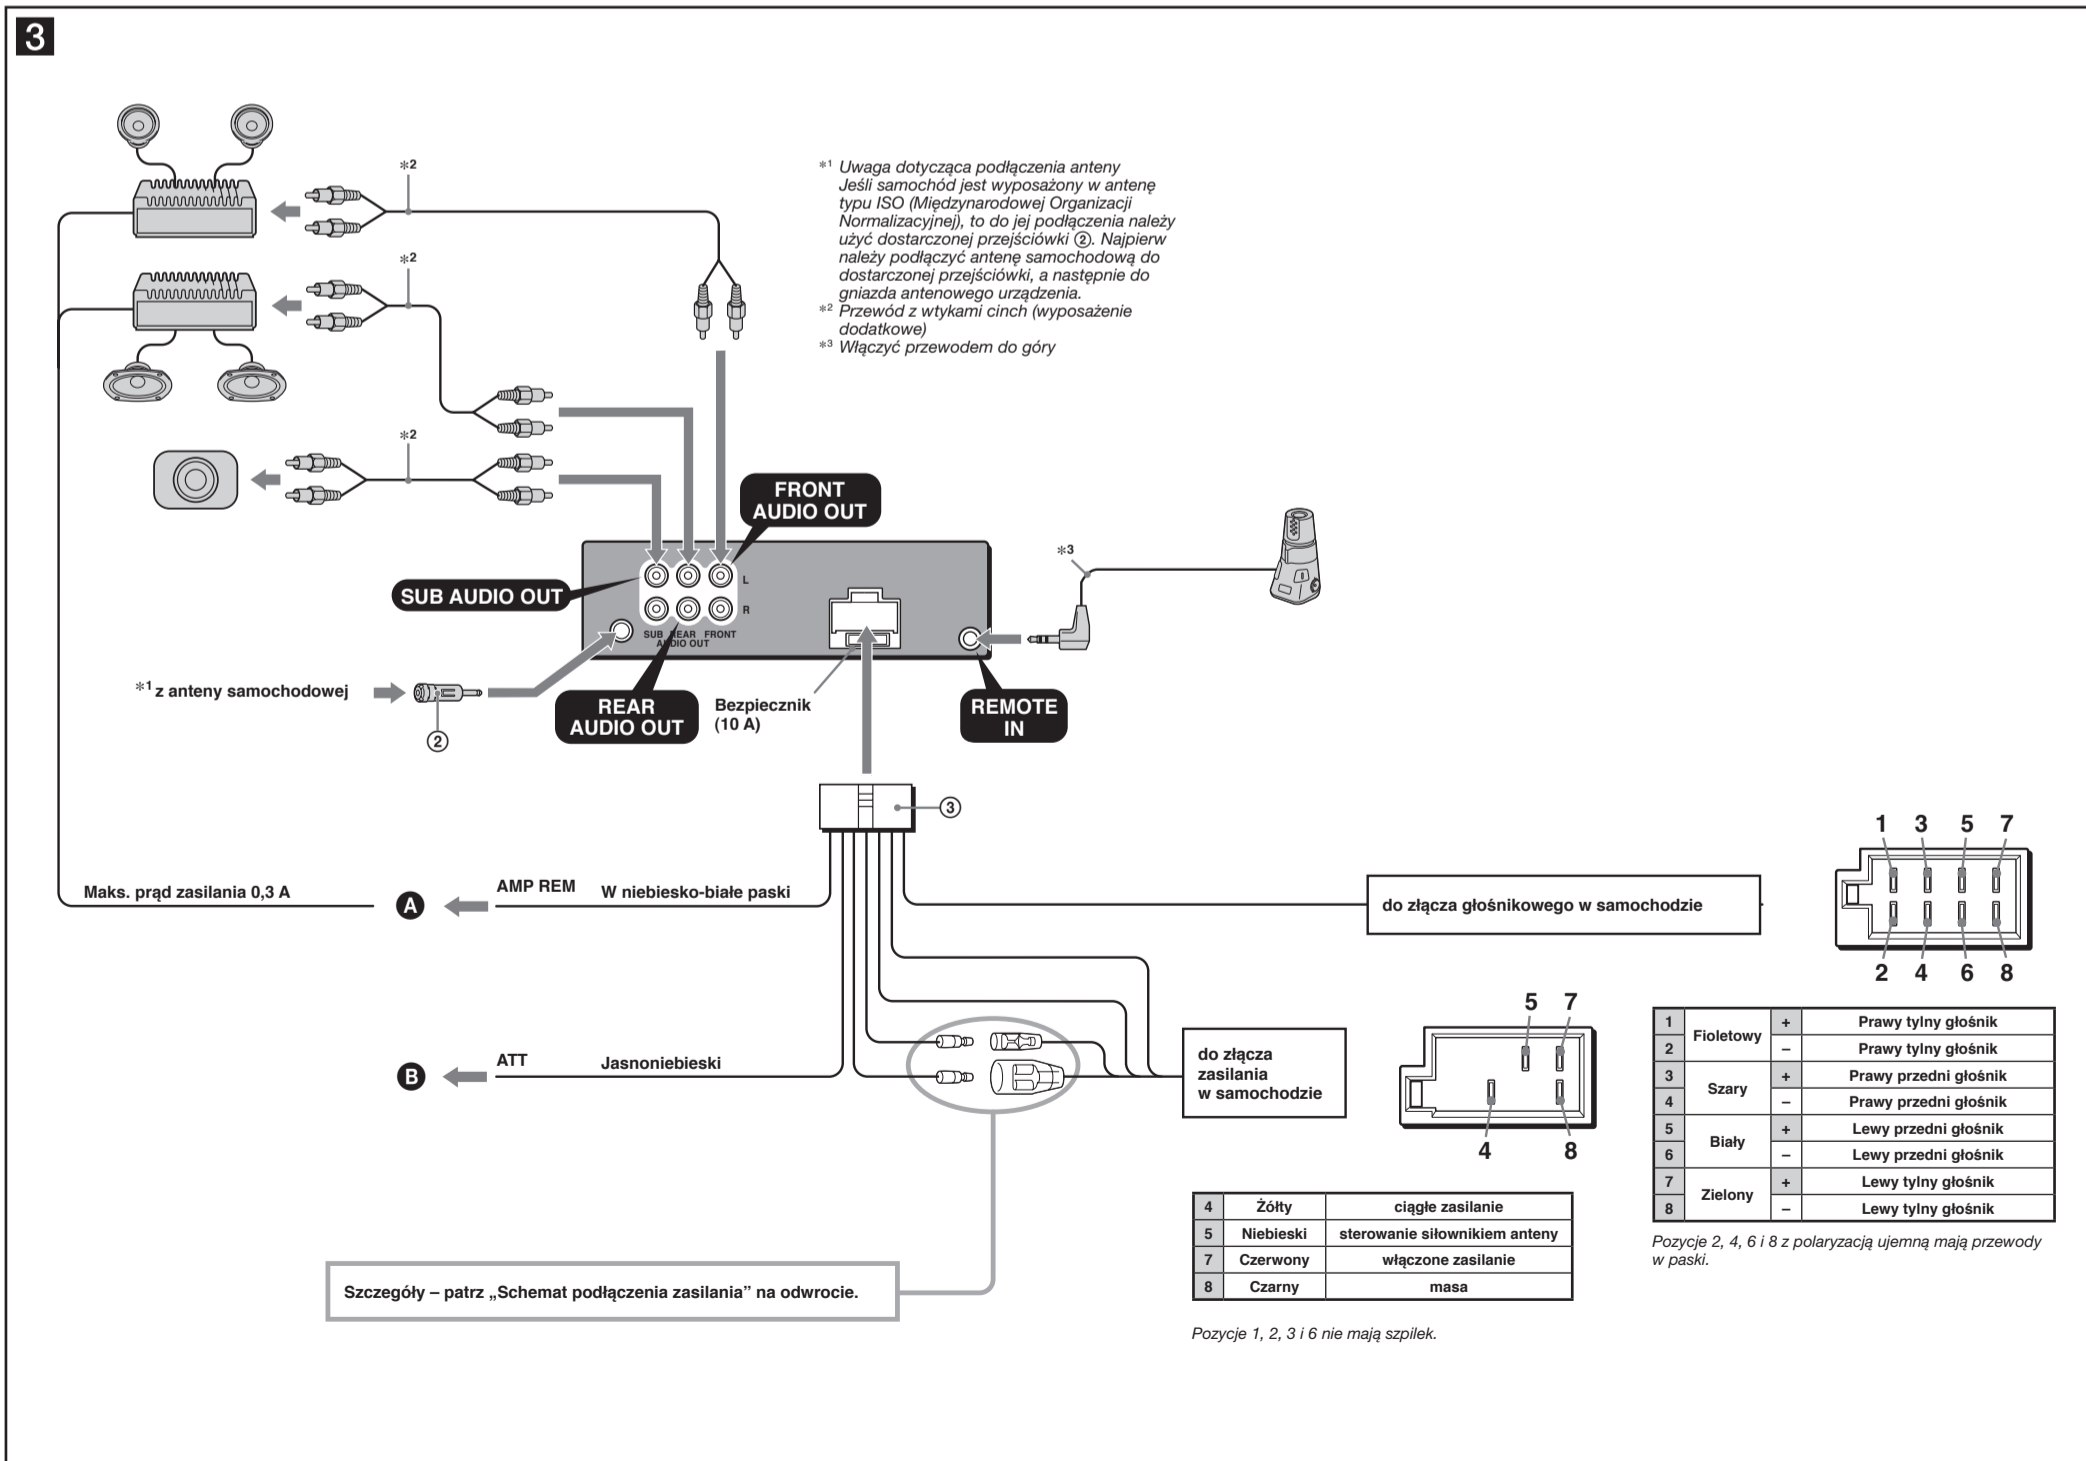 3
*2
*2
*2
*1 Uwaga dotycząca podłączenia anteny
Jeśli samochód jest wyposażony w antenę
typu ISO (Międzynarodowej Organizacji
Normalizacyjnej), to do jej podłączenia należy
użyć dostarczonej przejściówki ②. Najpierw
należy podłączyć antenę samochodową do
dostarczonej przejściówki, a następnie do
gniazda antenowego urządzenia.
*2 Przewód z wtykami cinch (wyposażenie
dodatkowe)
*3 Włączyć przewodem do góry
FRONT
AUDIO OUT
*3
SUB AUDIO OUT
L
R
SUB REAR FRONT
AUDIO OUT
*1 z anteny samochodowej
②
REAR
AUDIO OUT
Bezpiecznik
(10 A)
REMOTE
IN
③
Maks. prąd zasilania 0,3 A
A
AMP REM
W niebiesko-białe paski
do złącza głośnikowego w samochodzie
1 3 5 7
2 4 6 8
B
ATT
Jasnoniebieski
do złącza
zasilania
w samochodzie
5 7
4 8
1 Fioletowy + Prawy tylny głośnik
2 – Prawy tylny głośnik
3 Szary + Prawy przedni głośnik
4 – Prawy przedni głośnik
5 Biały + Lewy przedni głośnik
6 – Lewy przedni głośnik
7 Zielony + Lewy tylny głośnik
8 – Lewy tylny głośnik
Pozycje 2, 4, 6 i 8 z polaryzacją ujemną mają przewody
w paski.
4 Żółty ciągłe zasilanie
5 Niebieski sterowanie siłownikiem anteny
7 Czerwony włączone zasilanie
8 Czarny masa
Pozycje 1, 2, 3 i 6 nie mają szpilek.
Szczegóły – patrz „Schemat podłączenia zasilania” na odwrocie.